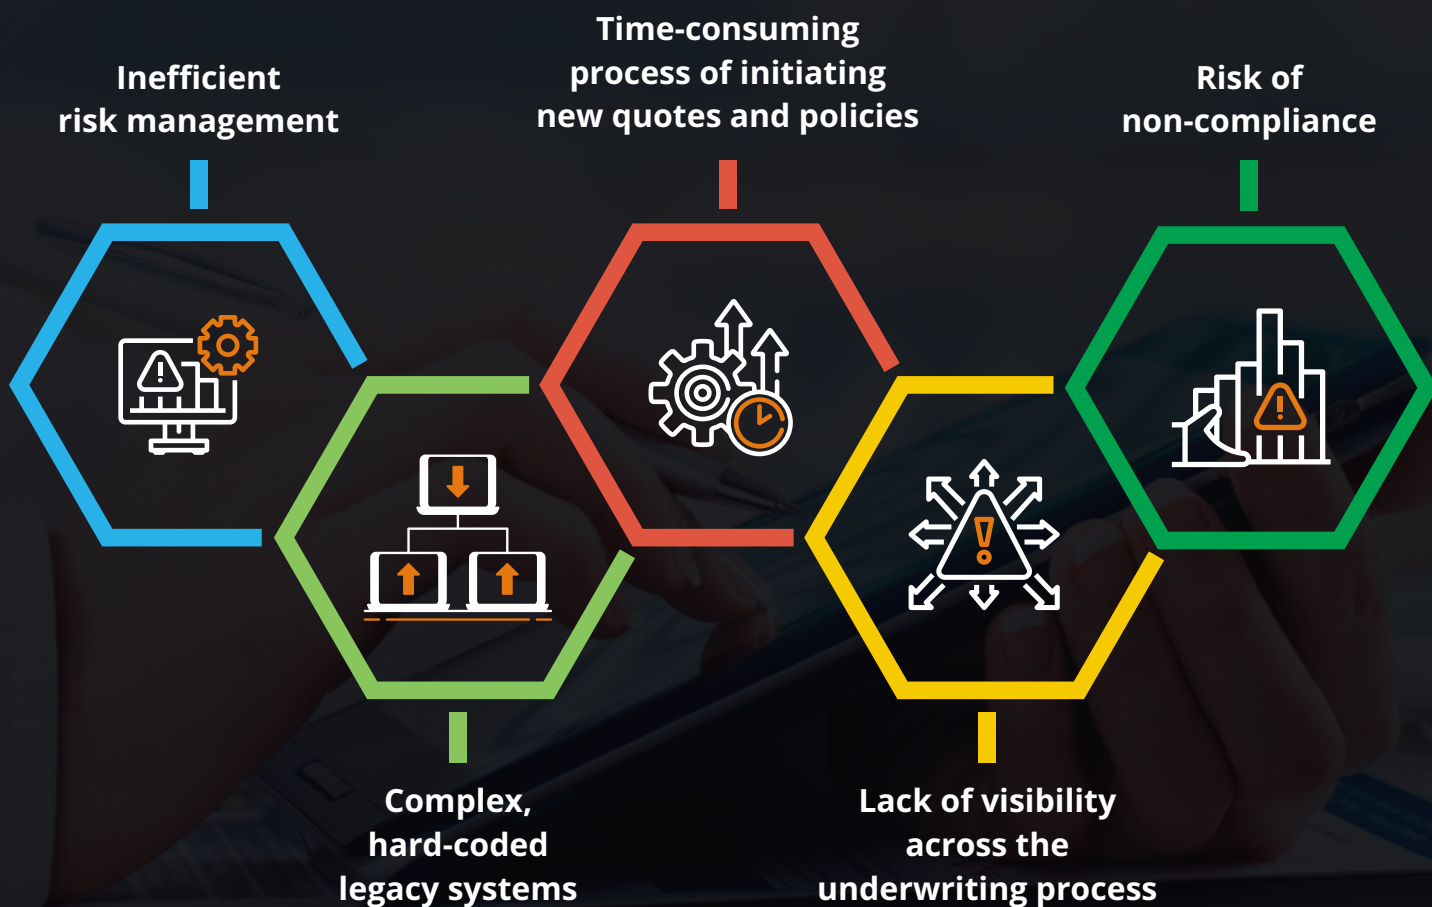 Inefficient
risk management
Complex,
hard-coded
legacy systems
Time-consuming
process of initiating
new quotes and policies
Lack of visibility
across the
underwriting process
Risk of
non-compliance